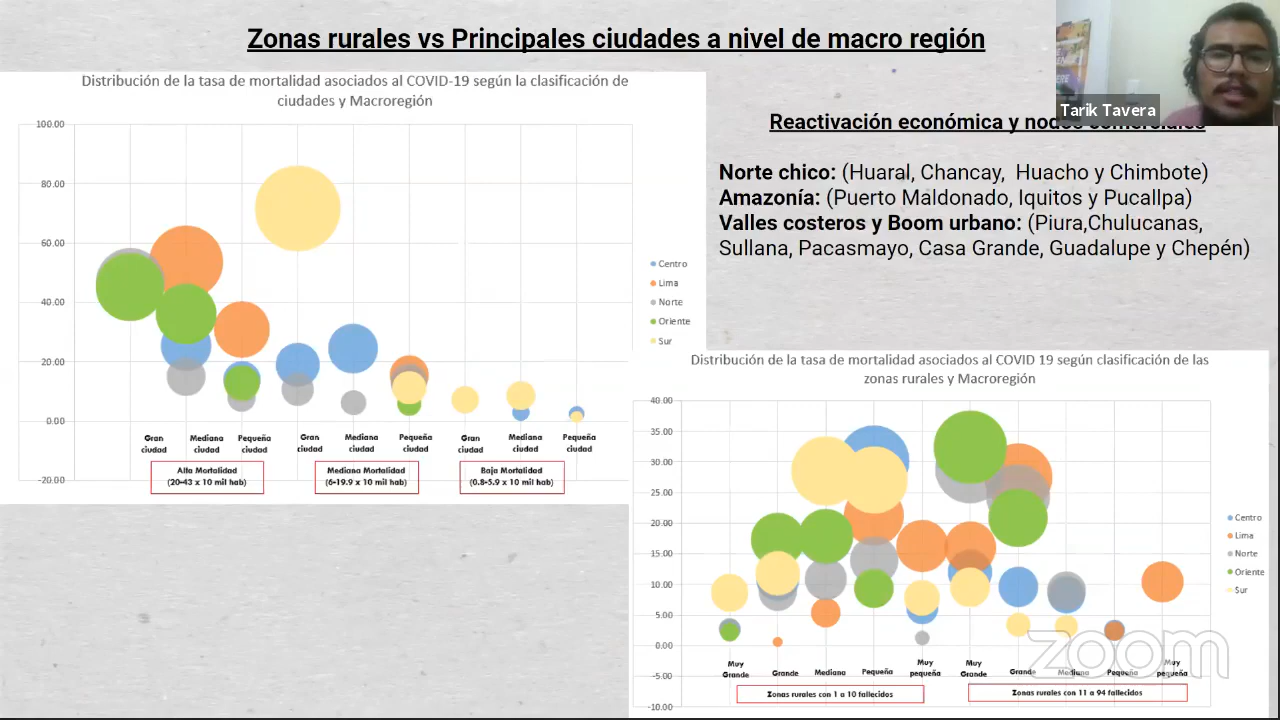 Zonas rurales vs Principales ciudades a nivel de macro región
Tarik Tavera
Distribución de la tasa de mortalidad asociados al COVID-19 según la clasificación de
ciudades y Macroregión
100.00
80.00
60.00
40.00
20.00
0.00
-20.00
Gran ciudad
Mediana ciudad
Pequeña ciudad
Gran ciudad
Mediana ciudad
Pequeña ciudad
Gran ciudad
Mediana ciudad
Pequeña ciudad
Alta Mortalidad
(20-43 x 10 mil hab)
Mediana Mortalidad
(6-19.9 x 10 mil hab)
Baja Mortalidad
(0.8-5.9 x 10 mil hab)
Centro
Lima
Norte
Oriente
Sur
Reactivación económica y nodos comerciales
Norte chico: (Huaral, Chancay, Huacho y Chimbote)
Amazonía: (Puerto Maldonado, Iquitos y Pucallpa)
Valles costeros y Boom urbano: (Piura,Chulucanas,
Sullana, Pacasmayo, Casa Grande, Guadalupe y Chepén)
Distribución de la tasa de mortalidad asociados al COVID 19 según clasificación de las
zonas rurales y Macroregión
40.00
35.00
30.00
25.00
20.00
15.00
10.00
5.00
0.00
-5.00
-10.00
Muy Grande
Grande
Mediana
Pequeña
Muy pequeña
Muy Grande
Grande
Mediana
Pequeña
Muy pequeña
Zonas rurales con 1 a 10 fallecidos
Zonas rurales con 11 a 94 fallecidos
Centro
Lima
Norte
Oriente
Sur
zoom